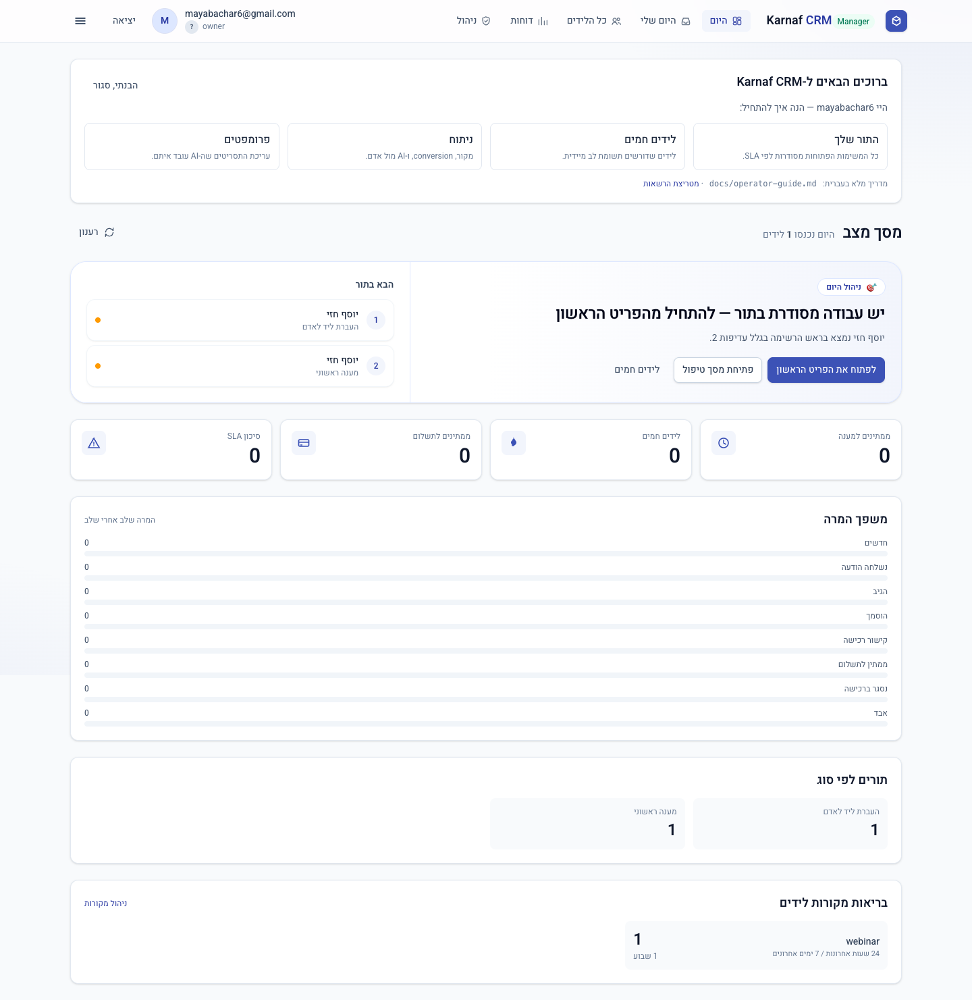 Karnaf CRM Manager
היום
היום שלי
כל הלידים
דוחות
ניהול
mayabachar6@gmail.com
? owner
M
יציאה
ברוכים הבאים ל-Karnaf CRM
הבנתי, סגור
היי mayabachar6 — הנה איך להתחיל:
התור שלך
כל המשימות הפתוחות מסודרות לפי SLA.
לידים חמים
לידים שדורשים תשומת לב מיידית.
ניתוח
מקור, conversion, ו-AI מול אדם.
פרומפטים
עריכת התסריטים שה-AI עובד איתם.
מדריך מלא בעברית: docs/operator-guide.md · מטריצת הרשאות
מסך מצב
היום נכנסו 1 לידים
רענון
ניהול היום
יש עבודה מסודרת בתור — להתחיל מהפריט הראשון
יוסף חזי נמצא בראש הרשימה בגלל עדיפות 2.
לפתוח את הפריט הראשון
פתיחת מסך טיפול
לידים חמים
הבא בתור
1
יוסף חזי
העברת ליד לאדם
2
יוסף חזי
מענה ראשוני
ממתינים למענה
0
לידים חמים
0
ממתינים לתשלום
0
סיכון SLA
0
משפך המרה
המרה שלב אחרי שלב
חדשים 0
נשלחה הודעה 0
הגיב 0
הוסמך 0
קישור רכישה 0
ממתין לתשלום 0
נסגר ברכישה 0
אבד 0
תורים לפי סוג
העברת ליד לאדם
1
מענה ראשוני
1
בריאות מקורות לידים
ניהול מקורות
webinar
24 שעות אחרונות / 7 ימים אחרונים
1
1 שבוע